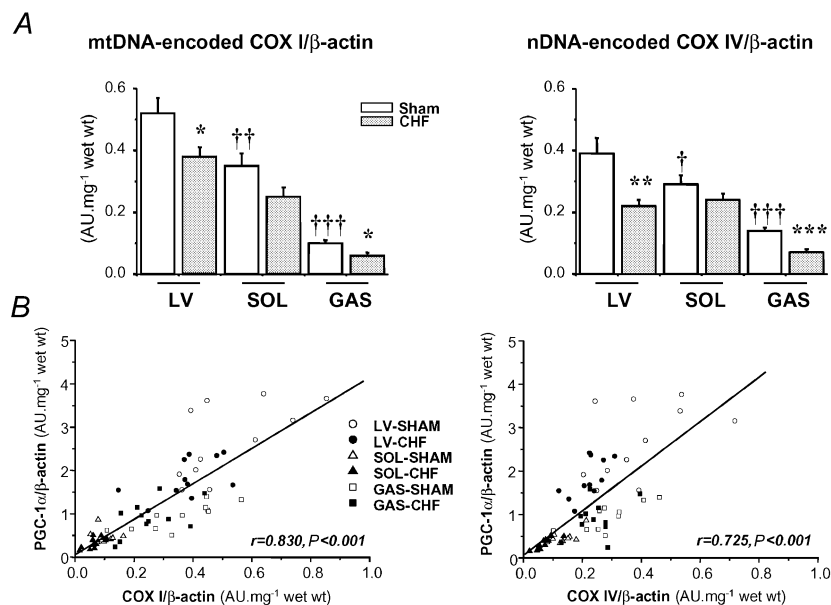 A
mtDNA-encoded COX I/β-actin
nDNA-encoded COX IV/β-actin
(AU.mg-1 wet wt)
0.6
0.4
0.2
0.0
*
††
†††
*
Sham
CHF
LV SOL GAS
(AU.mg-1 wet wt)
0.6
0.4
0.2
0.0
**
†
†††
***
LV SOL GAS
B
PGC-1α/β-actin (AU.mg-1 wet wt)
5
4
3
2
1
0
LV-SHAM
LV-CHF
SOL-SHAM
SOL-CHF
GAS-SHAM
GAS-CHF
r=0.830, P<0.001
0.0 0.2 0.4 0.6 0.8 1.0
COX I/β-actin (AU.mg-1 wet wt)
PGC-1α/β-actin (AU.mg-1 wet wt)
5
4
3
2
1
0
r=0.725, P<0.001
0.0 0.2 0.4 0.6 0.8 1.0
COX IV/β-actin (AU.mg-1 wet wt)